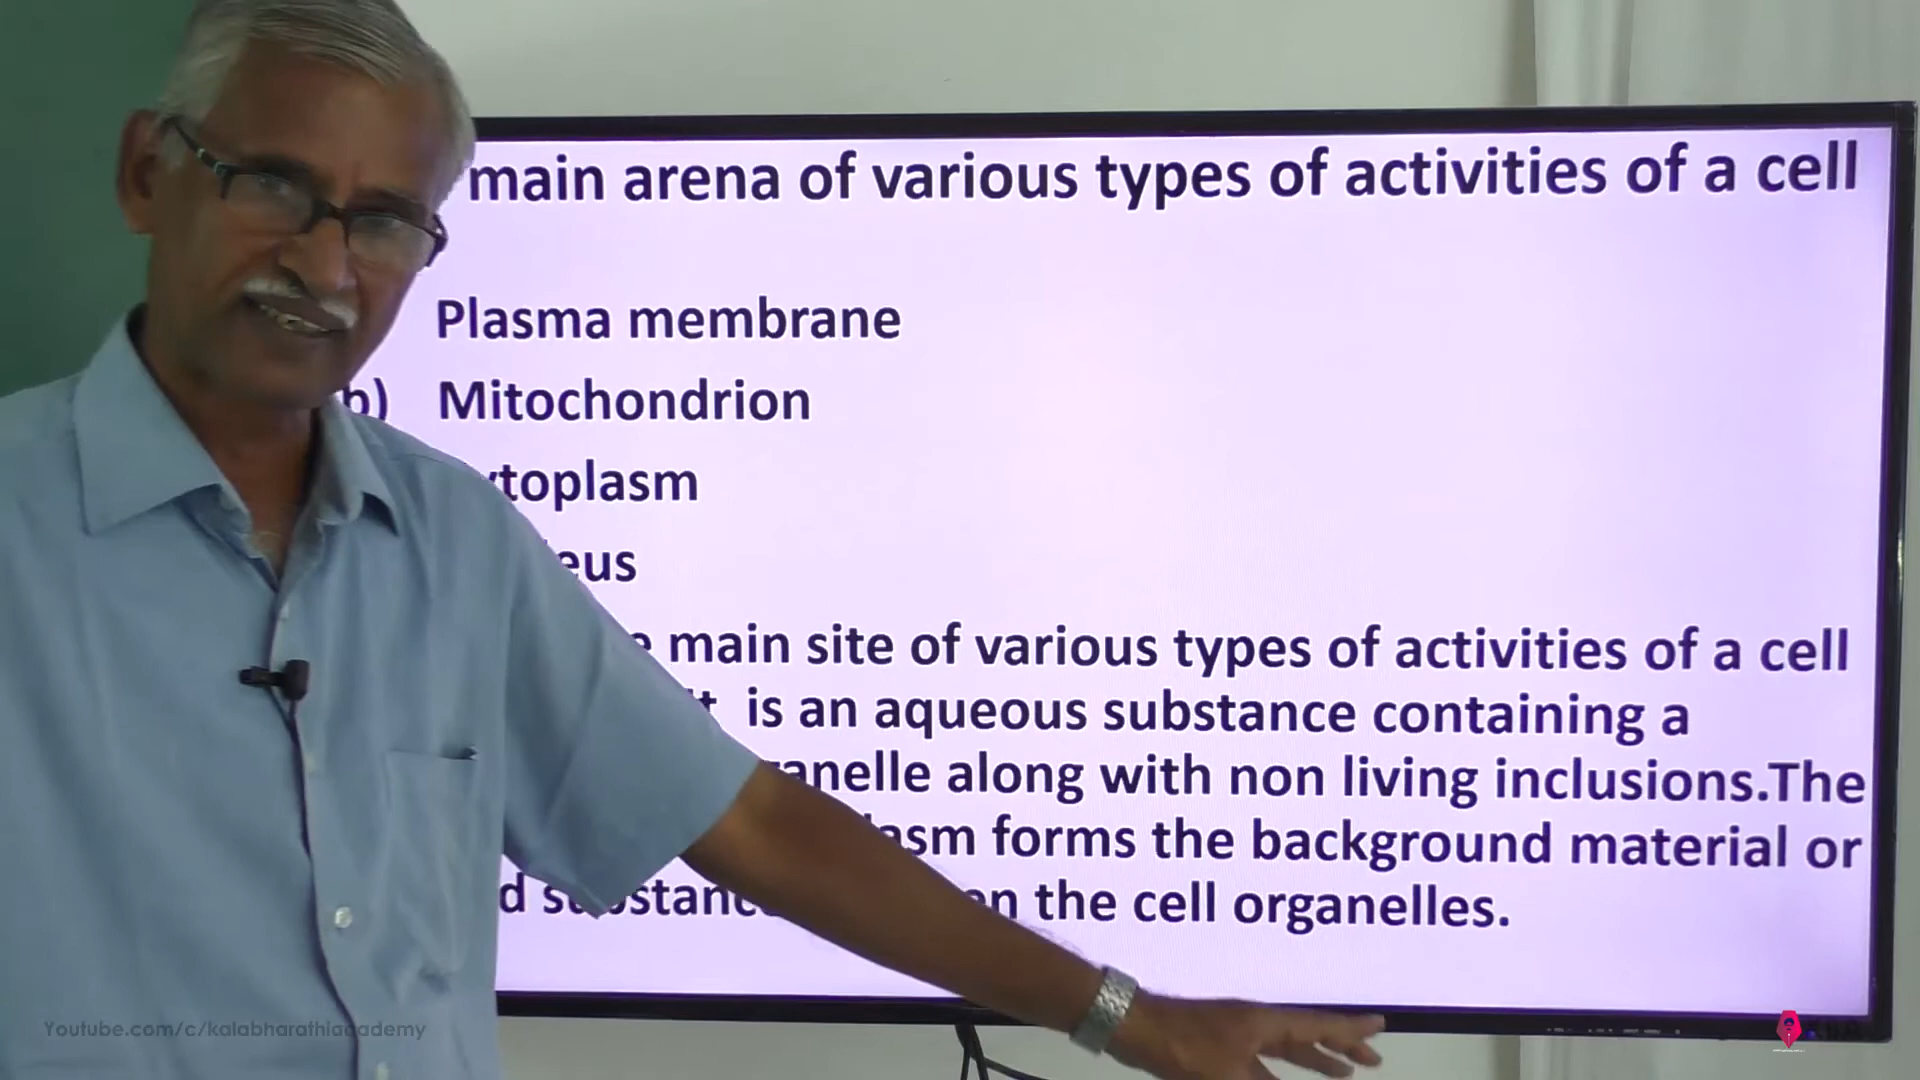 main arena of various types of activities of a cell
Plasma membrane
b) Mitochondrion
ytoplasm
eus
main site of various types of activities of a cell
is an aqueous substance containing a
anelle along with non living inclusions.The
asm forms the background material or
the cell organelles.
Youtube.com/c/kalabharathiacademy